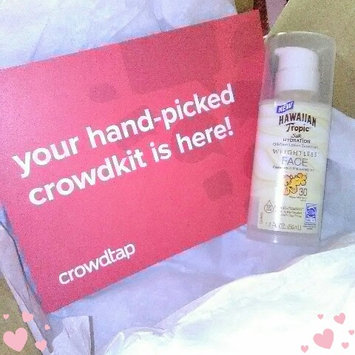 your hand-picked
crowdkit is here!
crowdtap
NEW
HAWAIIAN
Tropic
Silk
HYDRATION
WEIGHTLESS
FACE
30